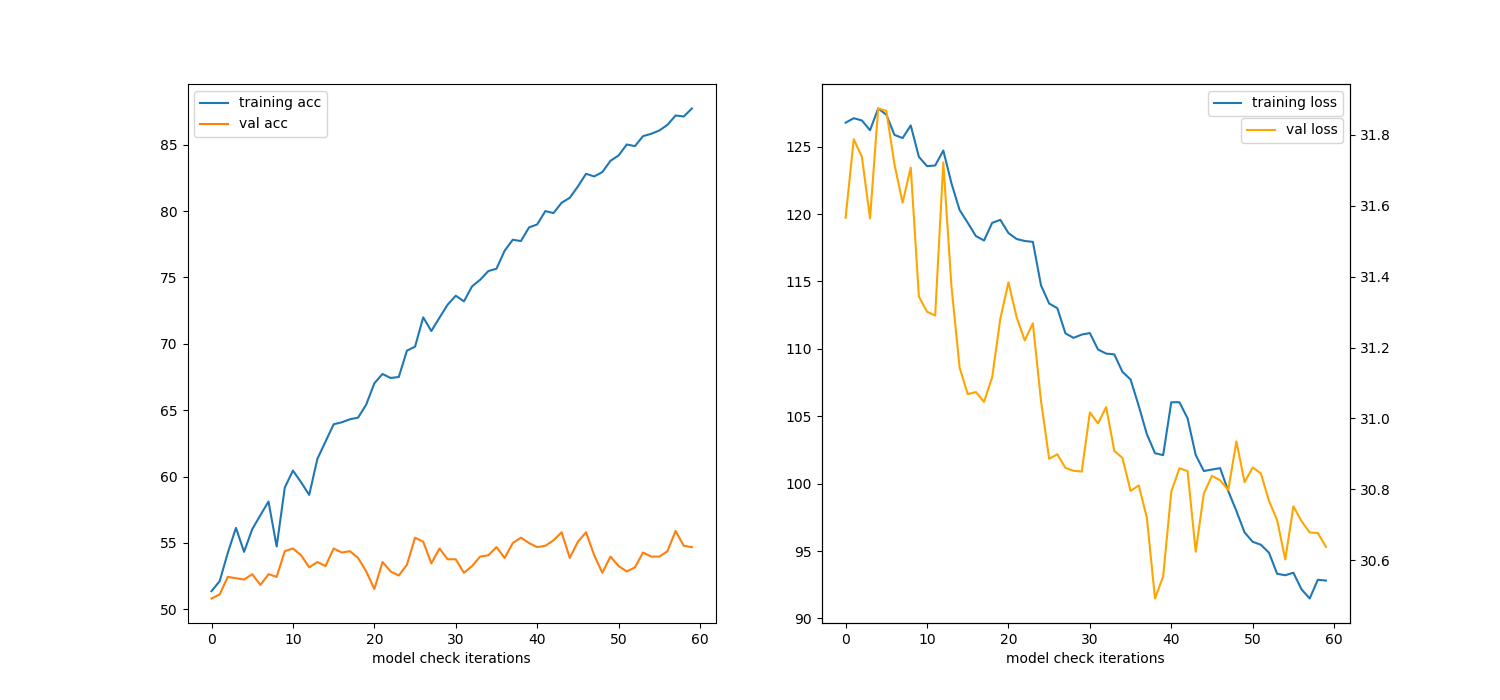 training acc
val acc
85
80
75
70
65
60
55
50
0 10 20 30 40 50 60
model check iterations
training loss
val loss
125
120
115
110
105
100
95
90
31.8
31.6
31.4
31.2
31.0
30.8
30.6
0 10 20 30 40 50 60
model check iterations